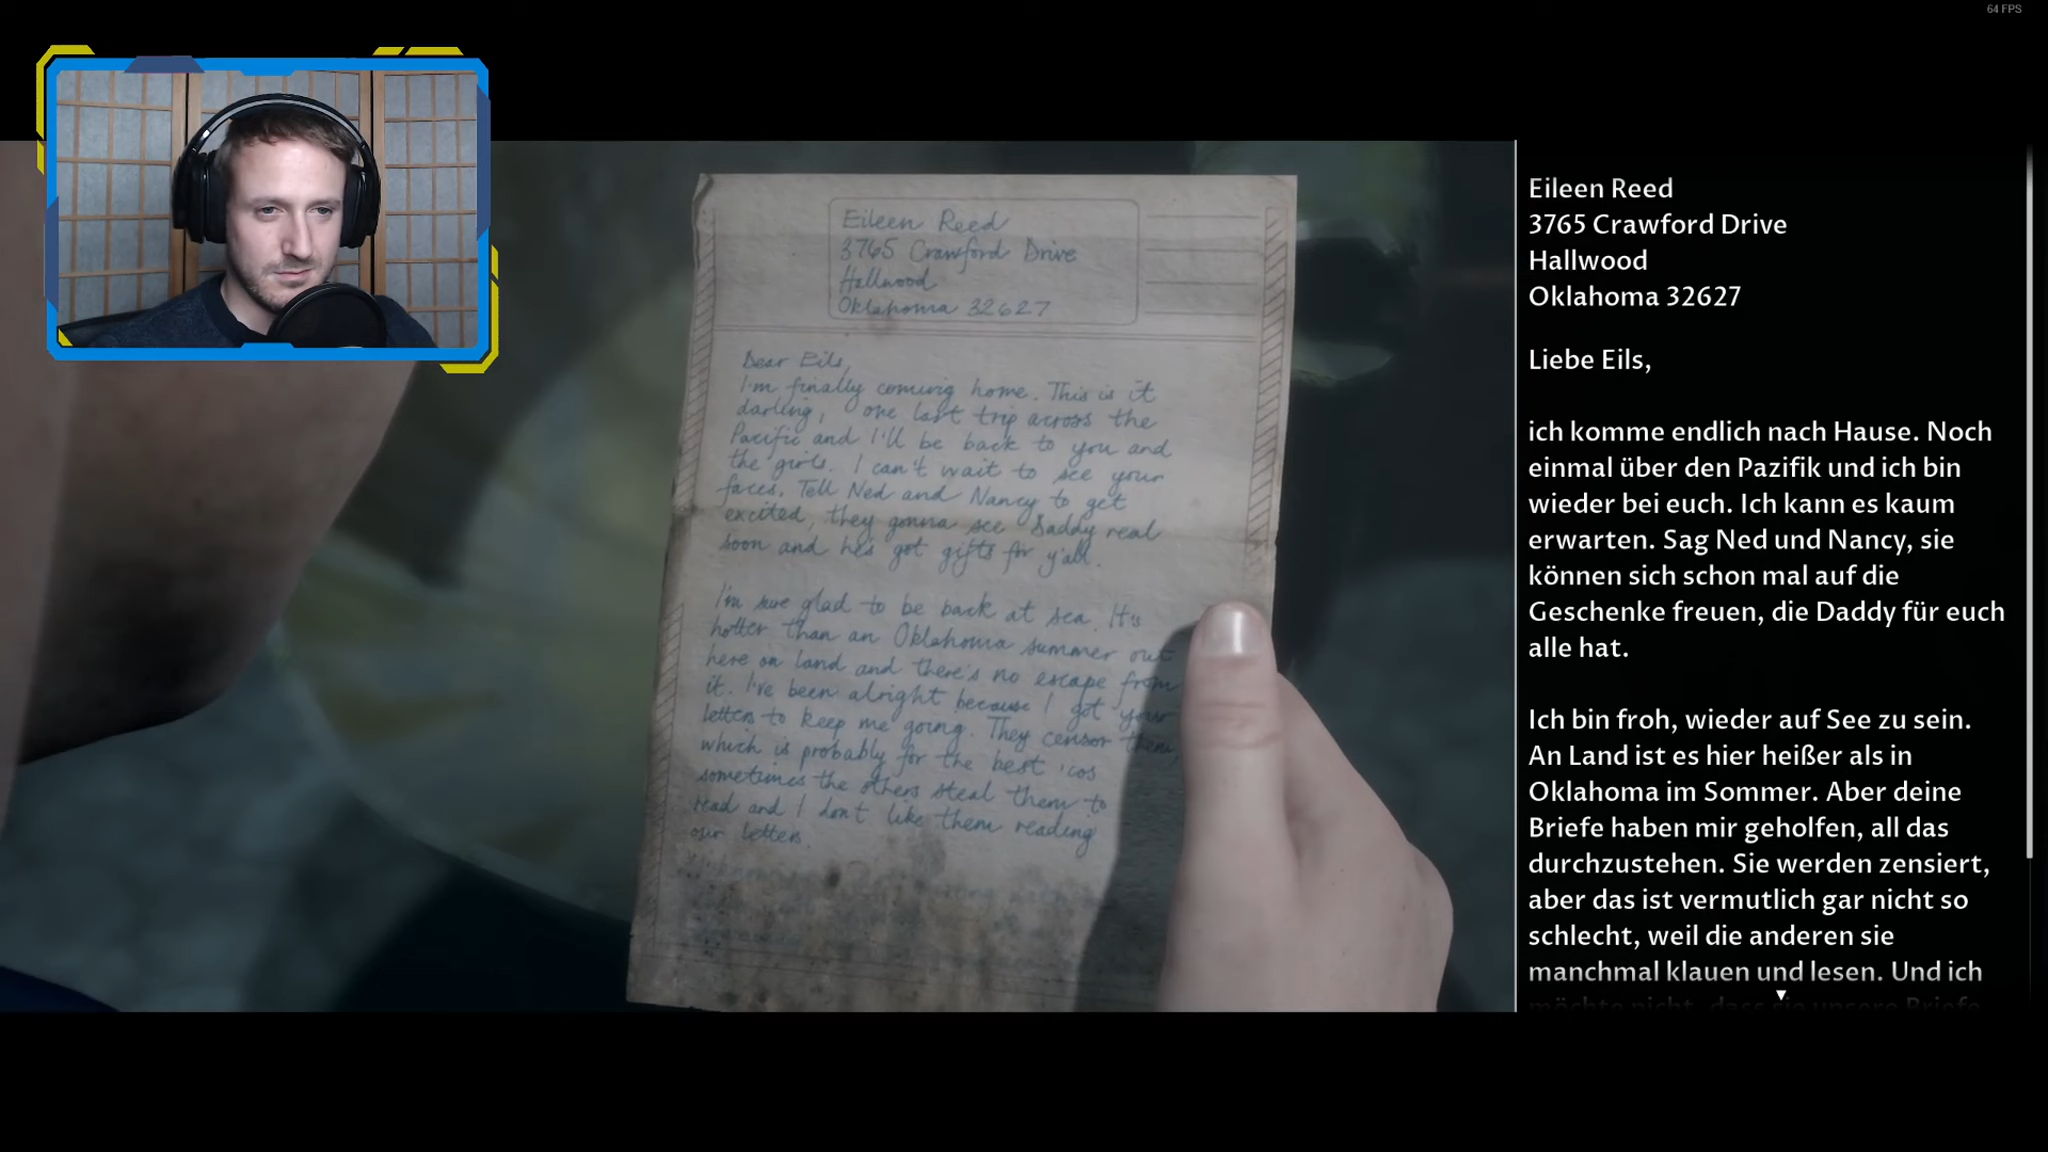 64 FPS
Eileen Reed
3765 Crawford Drive
Hallwood
Oklahoma 32627
Dear Eils,
I'm finally coming home. This is it
darling, one last trip across the
Pacific and I'll be back to you and
the girls. I can't wait to see your
faces. Tell Ned and Nancy to get
excited, they gonna see Daddy real
soon and he's got gifts for y'all.
I'm sure glad to be back at sea. It's
hotter than an Oklahoma summer out
here on land and there's no escape from
it. I've been alright because I got your
letters to keep me going. They censor them,
which is probably for the best 'cos
sometimes the others steal them to
read and I don't like them reading
our letters.
Eileen Reed
3765 Crawford Drive
Hallwood
Oklahoma 32627
Liebe Eils,
ich komme endlich nach Hause. Noch
einmal über den Pazifik und ich bin
wieder bei euch. Ich kann es kaum
erwarten. Sag Ned und Nancy, sie
können sich schon mal auf die
Geschenke freuen, die Daddy für euch
alle hat.
Ich bin froh, wieder auf See zu sein.
An Land ist es hier heißer als in
Oklahoma im Sommer. Aber deine
Briefe haben mir geholfen, all das
durchzustehen. Sie werden zensiert,
aber das ist vermutlich gar nicht so
schlecht, weil die anderen sie
manchmal klauen und lesen. Und ich
möchte nicht, dass sie unsere Briefe